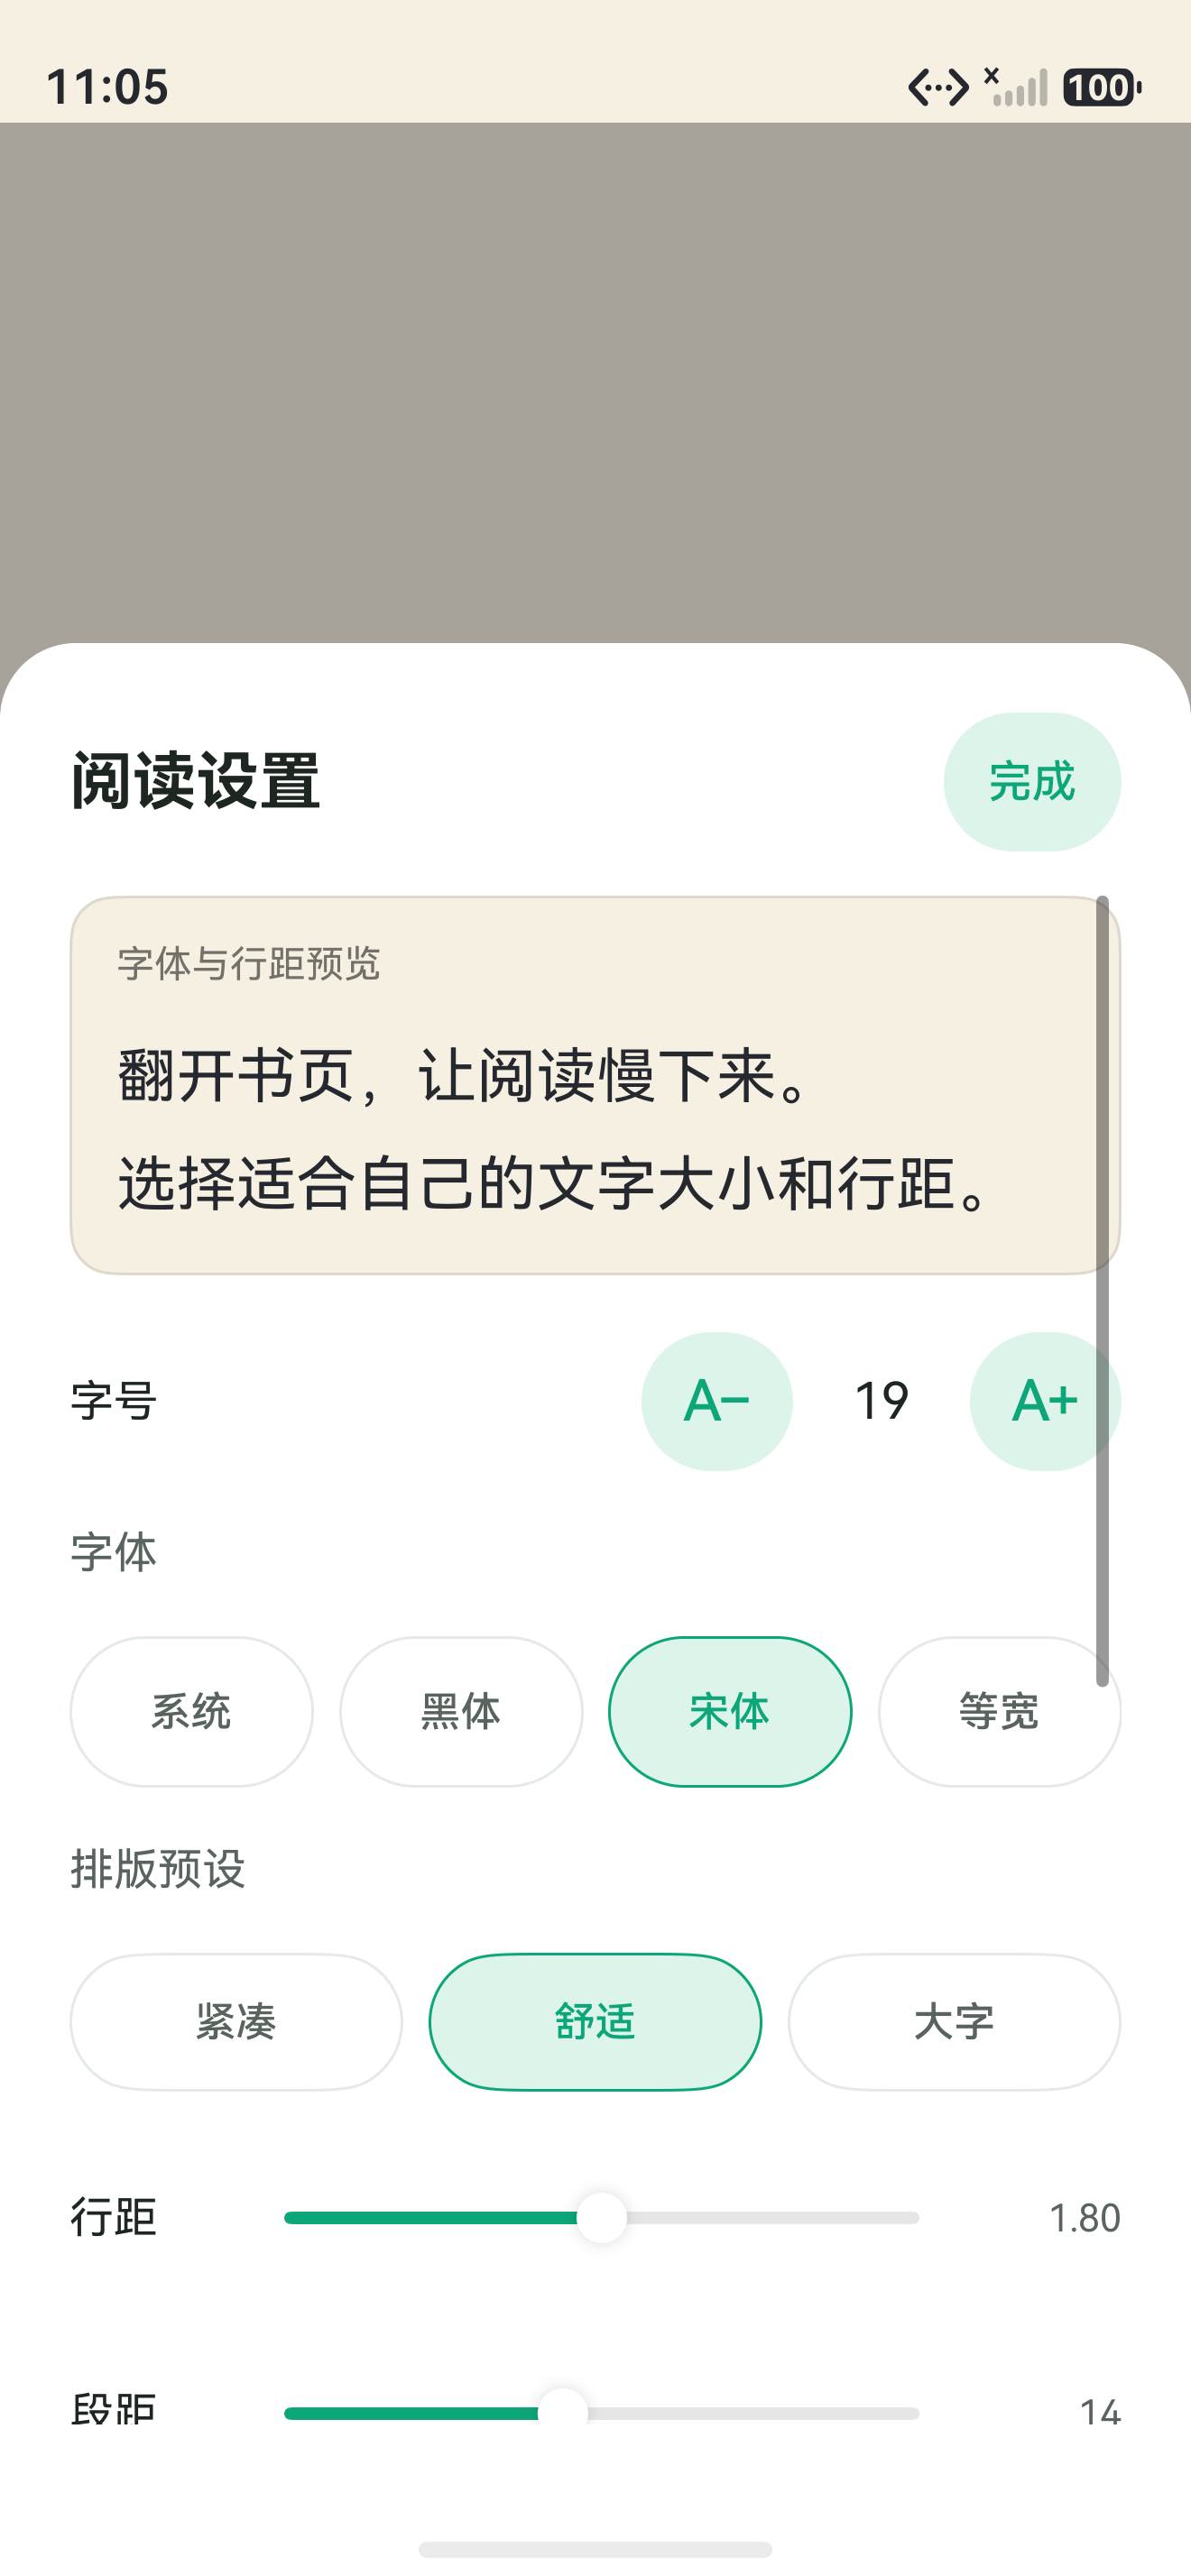 11:05
100
阅读设置
完成
字体与行距预览
翻开书页，让阅读慢下来。
选择适合自己的文字大小和行距。
字号
A− 19 A+
字体
系统 黑体 宋体 等宽
排版预设
紧凑 舒适 大字
行距 1.80
段距 14